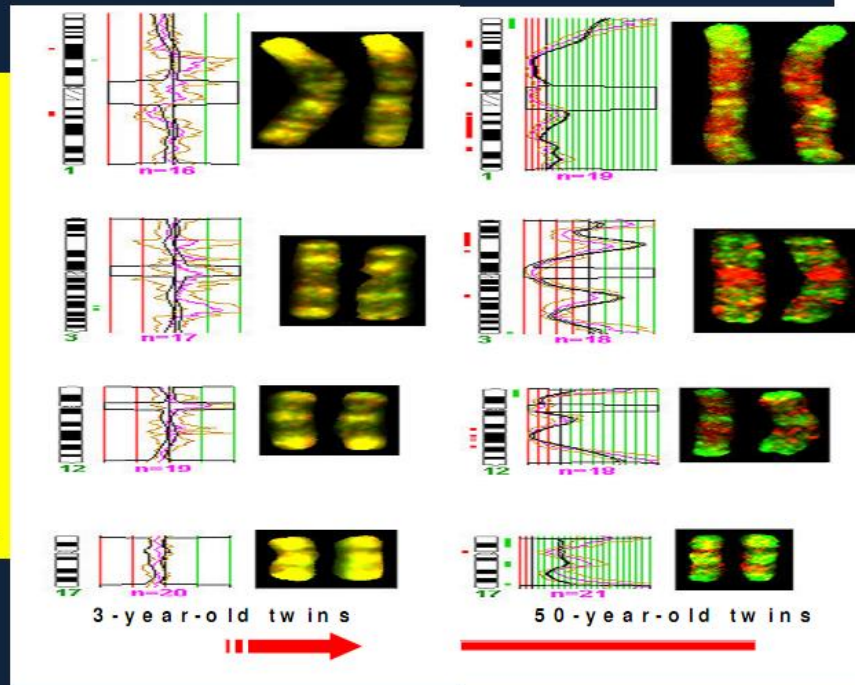 1 n=16
1 n=19
3 n=17
3 n=18
12 n=19
12 n=18
17 n=20
17 n=21
3-year-old twins
50-year-old twins